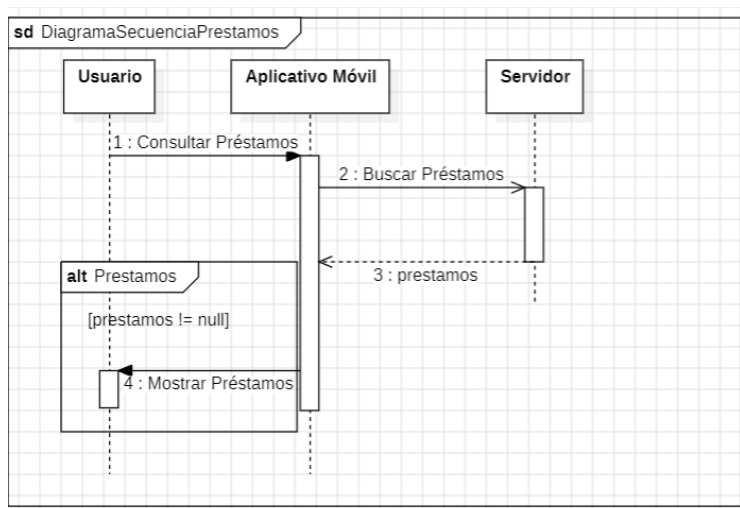 sd DiagramaSecuenciaPrestamos
Usuario
Aplicativo Móvil
Servidor
1 : Consultar Préstamos
2 : Buscar Préstamos
3 : prestamos
alt Prestamos
[prestamos != null]
4 : Mostrar Préstamos